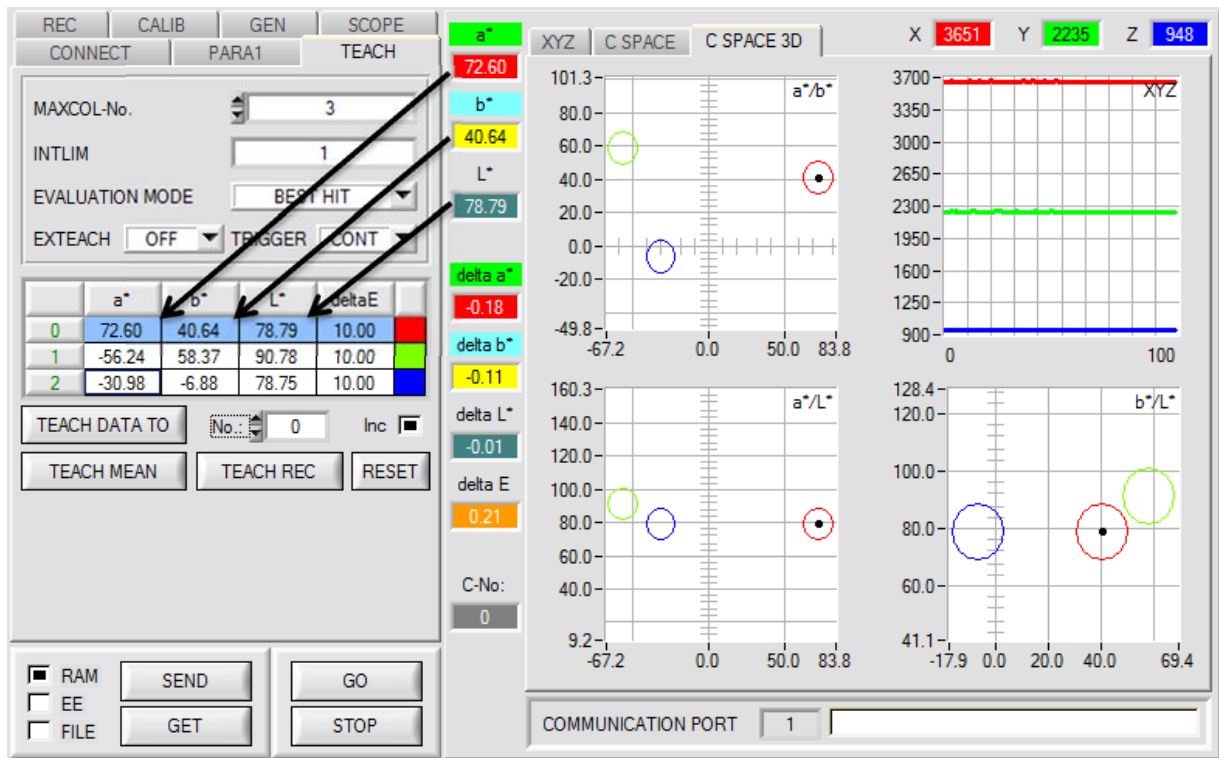 REC CALIB GEN SCOPE
CONNECT PARA1 TEACH
MAXCOL-No. 3
INTLIM 1
EVALUATION MODE BEST HIT
EXTEACH OFF TRIGGER CONT
a* b* L* deltaE
0 72.60 40.64 78.79 10.00
1 -56.24 58.37 90.78 10.00
2 -30.98 -6.88 78.75 10.00
TEACH DATA TO No.: 0 Inc
TEACH MEAN TEACH REC RESET
RAM
EE
FILE
SEND
GET
GO
STOP
a*
72.60
b*
40.64
L*
78.79
delta a*
-0.18
delta b*
-0.11
delta L*
-0.01
delta E
0.21
C-No:
0
XYZ C SPACE C SPACE 3D
X 3651 Y 2235 Z 948
a*/b*
101.3
80.0
60.0
40.0
20.0
0.0
-20.0
-49.8
-67.2 0.0 50.0 83.8
XYZ
3700
3350
3000
2650
2300
1950
1600
1250
900
0 100
a*/L*
160.3
140.0
120.0
100.0
80.0
60.0
40.0
9.2
-67.2 0.0 50.0 83.8
b*/L*
128.4
120.0
100.0
80.0
60.0
41.1
-17.9 0.0 20.0 40.0 69.4
COMMUNICATION PORT 1